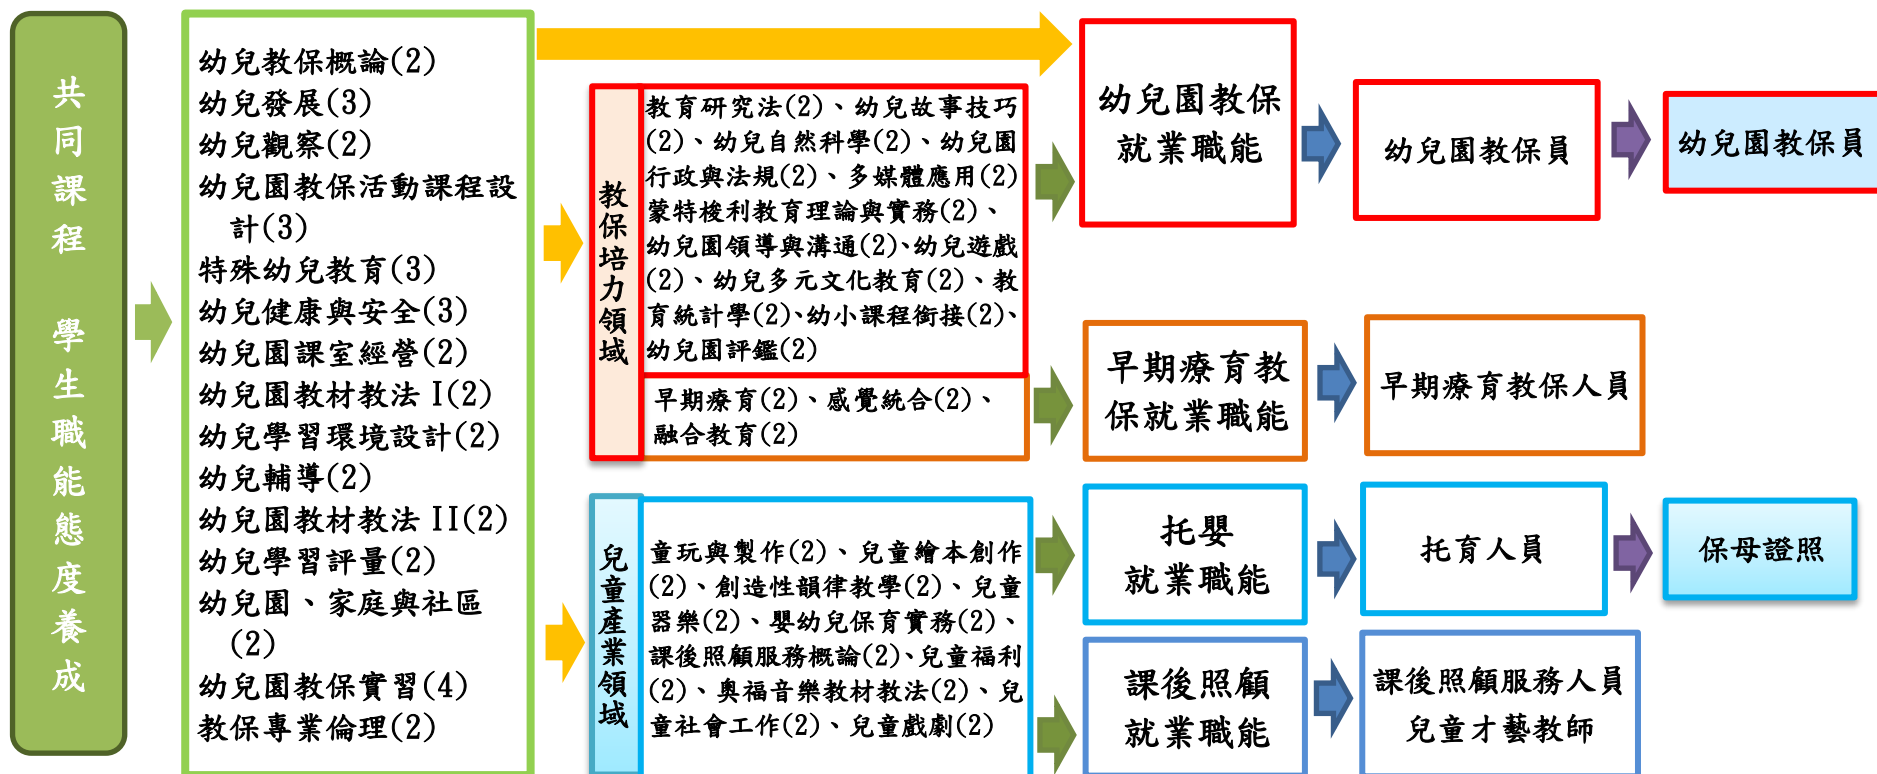 共同課程 學生職能態度養成
幼兒教保概論(2)
幼兒發展(3)
幼兒觀察(2)
幼兒園教保活動課程設
計(3)
特殊幼兒教育(3)
幼兒健康與安全(3)
幼兒園課室經營(2)
幼兒園教材教法 I(2)
幼兒學習環境設計(2)
幼兒輔導(2)
幼兒園教材教法 II(2)
幼兒學習評量(2)
幼兒園、家庭與社區
(2)
幼兒園教保實習(4)
教保專業倫理(2)
教保培力領域
教育研究法(2)、幼兒故事技巧
(2)、幼兒自然科學(2)、幼兒園
行政與法規(2)、多媒體應用(2)
蒙特梭利教育理論與實務(2)、
幼兒園領導與溝通(2)、幼兒遊戲
(2)、幼兒多元文化教育(2)、教
育統計學(2)、幼小課程銜接(2)、
幼兒園評鑑(2)
早期療育(2)、感覺統合(2)、
融合教育(2)
兒童產業領域
童玩與製作(2)、兒童繪本創作
(2)、創造性韻律教學(2)、兒童
器樂(2)、嬰幼兒保育實務(2)、
課後照顧服務概論(2)、兒童福利
(2)、奧福音樂教材教法(2)、兒
童社會工作(2)、兒童戲劇(2)
幼兒園教保
就業職能
幼兒園教保員
幼兒園教保員
早期療育教
保就業職能
早期療育教保人員
托嬰
就業職能
托育人員
保母證照
課後照顧
就業職能
課後照顧服務人員
兒童才藝教師